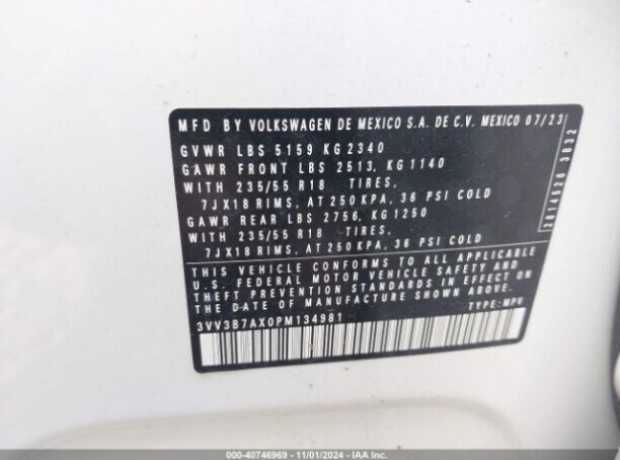 MFD BY VOLKSWAGEN DE MEXICO S.A. DE C.V. MEXICO 07/23
GVWR LBS 5159 KG 2340
GAWR FRONT LBS 2513, KG 1140
WITH 235/55 R18 TIRES,
7JX18 RIMS, AT 250 KPA, 36 PSI COLD
GAWR REAR LBS 2756, KG 1250
WITH 235/55 R18 TIRES,
7JX18 RIMS, AT 250 KPA, 36 PSI COLD
THIS VEHICLE CONFORMS TO ALL APPLICABLE
U.S. FEDERAL MOTOR VEHICLE SAFETY AND
THEFT PREVENTION STANDARDS IN EFFECT ON
THE DATE OF MANUFACTURE SHOWN ABOVE.
3VV3B7AX0PM134981 TYPE: MPV
2614526 3032
000-40746969 • 11/01/2024 • IAA Inc.